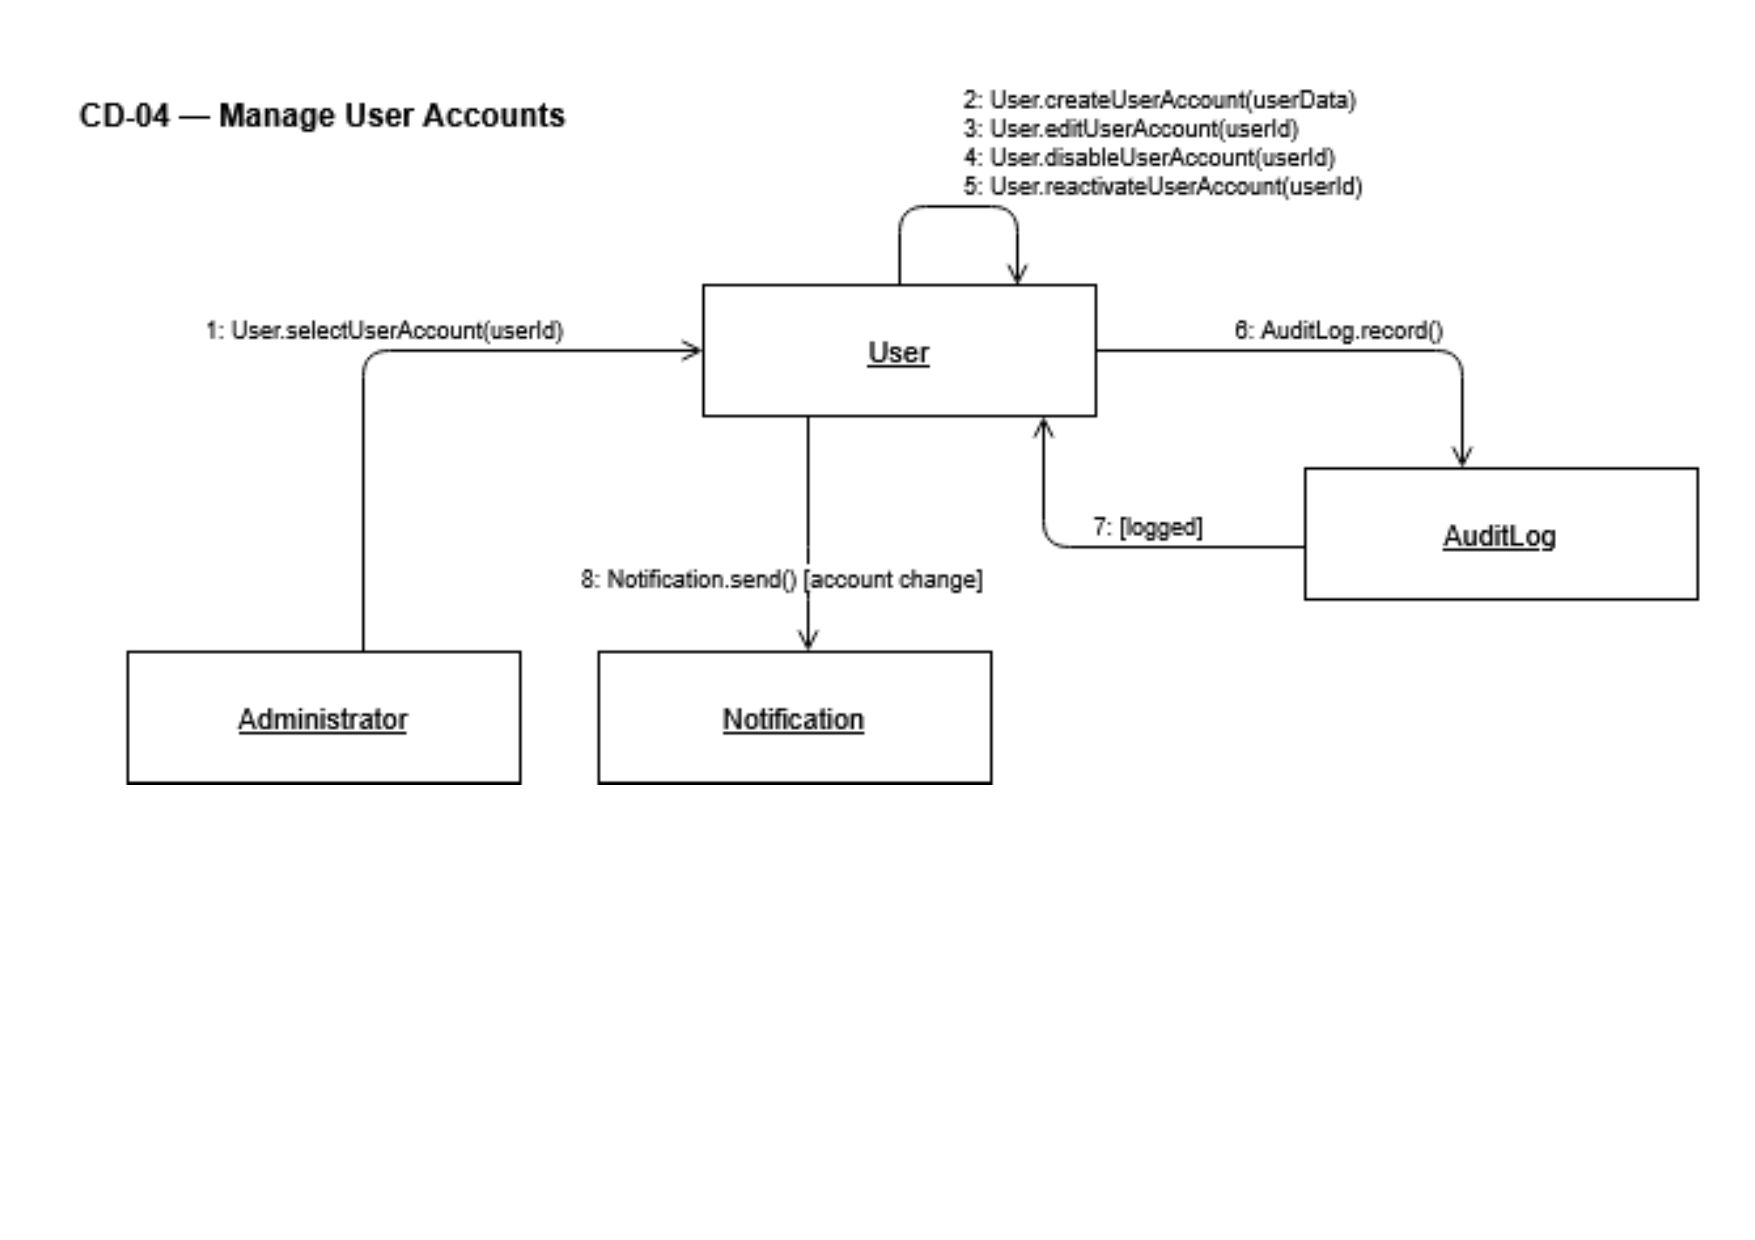 CD-04 — Manage User Accounts
2: User.createUserAccount(userData)
3: User.editUserAccount(userId)
4: User.disableUserAccount(userId)
5: User.reactivateUserAccount(userId)
1: User.selectUserAccount(userId)
User
6: AuditLog.record()
7: [logged]
AuditLog
8: Notification.send() [account change]
Administrator
Notification